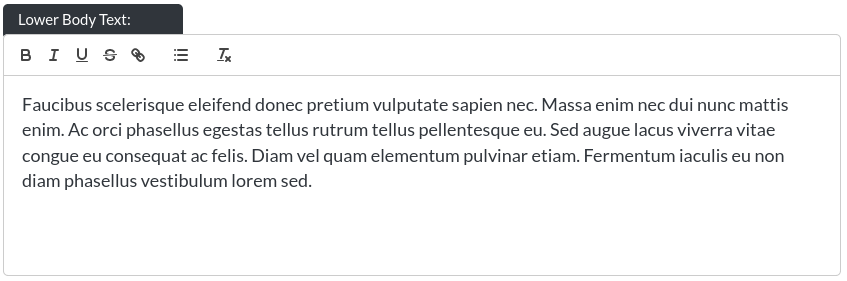 Lower Body Text:
B I U S
Faucibus scelerisque eleifend donec pretium vulputate sapien nec. Massa enim nec dui nunc mattis
enim. Ac orci phasellus egestas tellus rutrum tellus pellentesque eu. Sed augue lacus viverra vitae
congue eu consequat ac felis. Diam vel quam elementum pulvinar etiam. Fermentum iaculis eu non
diam phasellus vestibulum lorem sed.